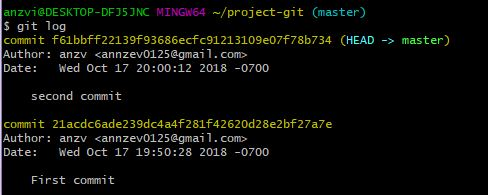 anzvi@DESKTOP-DFJ5JNC MINGW64 ~/project-git (master)
$ git log
commit f61bbff22139f93686ecfc91213109e07f78b734 (HEAD -> master)
Author: anzv <annzev0125@gmail.com>
Date:   Wed Oct 17 20:00:12 2018 -0700
    second commit
commit 21acdc6ade239dc4a4f281f42620d28e2bf27a7e
Author: anzv <annzev0125@gmail.com>
Date:   Wed Oct 17 19:50:28 2018 -0700
    First commit